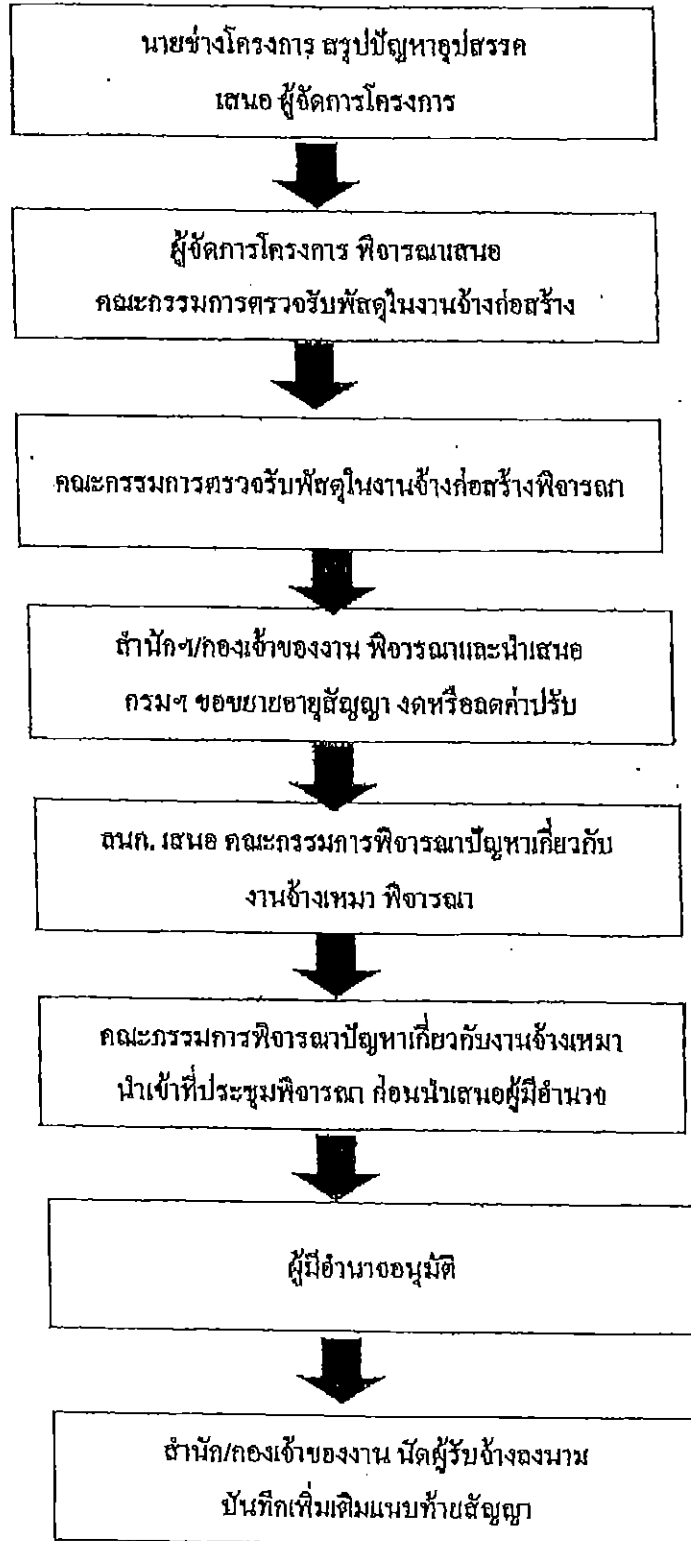 นายช่างโครงการ สรุปปัญหาอุปสรรค
เสนอ ผู้จัดการโครงการ
ผู้จัดการโครงการ พิจารณาเสนอ
คณะกรรมการตรวจรับพัสดุในงานจ้างก่อสร้าง
คณะกรรมการตรวจรับพัสดุในงานจ้างก่อสร้างพิจารณา
สำนักฯ/กองเจ้าของงาน พิจารณาและนำเสนอ
กรมฯ ขอขยายอายุสัญญา งดหรือลดค่าปรับ
ลนก. เสนอ คณะกรรมการพิจารณาปัญหาเกี่ยวกับ
งานจ้างเหมา พิจารณา
คณะกรรมการพิจารณาปัญหาเกี่ยวกับงานจ้างเหมา
นำเข้าที่ประชุมพิจารณา ก่อนนำเสนอผู้มีอำนาจ
ผู้มีอำนาจอนุมัติ
สำนัก/กองเจ้าของงาน นัดผู้รับจ้างลงนาม
บันทึกเพิ่มเติมแนบท้ายสัญญา